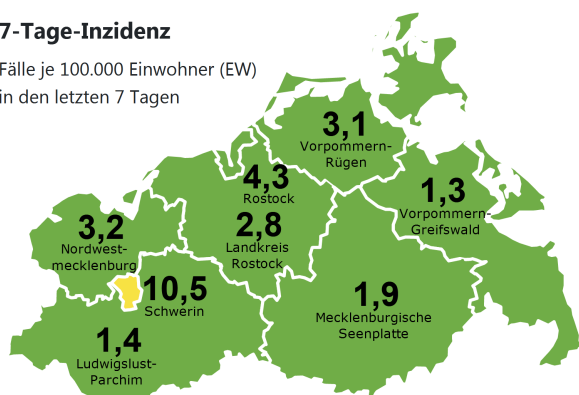 7-Tage-Inzidenz
Fälle je 100.000 Einwohner (EW)
in den letzten 7 Tagen
3,1
Vorpommern-
Rügen
4,3
Rostock
1,3
Vorpommern-
Greifswald
3,2
Nordwest-
mecklenburg
2,8
Landkreis
Rostock
10,5
Schwerin
1,9
Mecklenburgische
Seenplatte
1,4
Ludwigslust-
Parchim